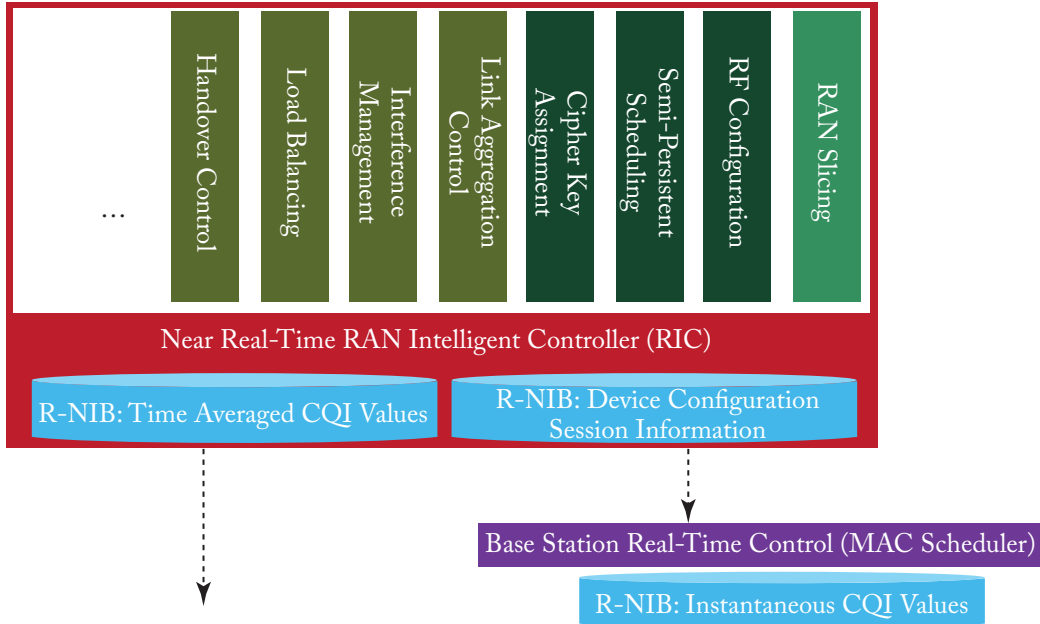 ...
Handover Control
Load Balancing
Interference
Management
Link Aggregation
Control
Cipher Key
Assignment
Semi-Persistent
Scheduling
RF Configuration
RAN Slicing
Near Real-Time RAN Intelligent Controller (RIC)
R-NIB: Time Averaged CQI Values
R-NIB: Device Configuration
Session Information
Base Station Real-Time Control (MAC Scheduler)
R-NIB: Instantaneous CQI Values